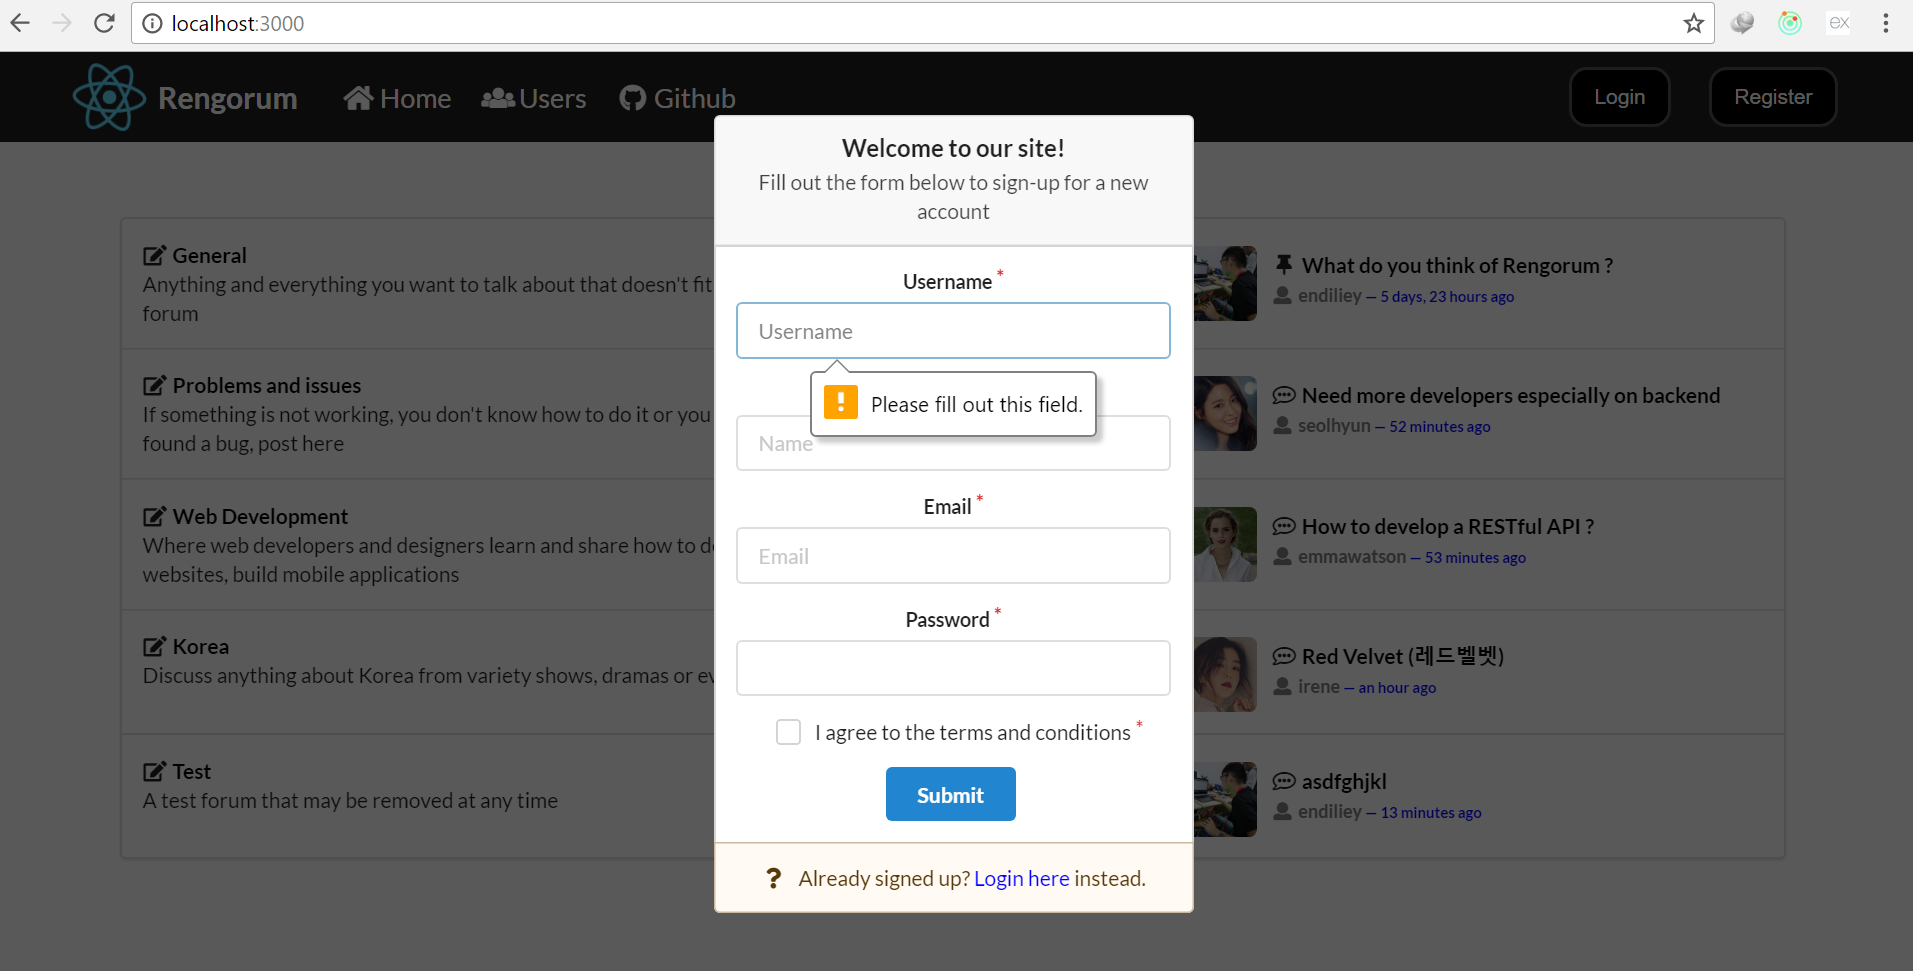 localhost:3000
ex
Rengorum
Home
Users
Github
Login
Register
Welcome to our site!
Fill out the form below to sign-up for a new
account
Username *
Username
Please fill out this field.
Name
Email *
Email
Password *
I agree to the terms and conditions *
Submit
? Already signed up? Login here instead.
General
Anything and everything you want to talk about that doesn't fit
forum
What do you think of Rengorum ?
endiliey — 5 days, 23 hours ago
Problems and issues
If something is not working, you don't know how to do it or you
found a bug, post here
Need more developers especially on backend
seolhyun — 52 minutes ago
Web Development
Where web developers and designers learn and share how to d
websites, build mobile applications
How to develop a RESTful API ?
emmawatson — 53 minutes ago
Korea
Discuss anything about Korea from variety shows, dramas or ev
Red Velvet (레드벨벳)
irene — an hour ago
Test
A test forum that may be removed at any time
asdfghjkl
endiliey — 13 minutes ago